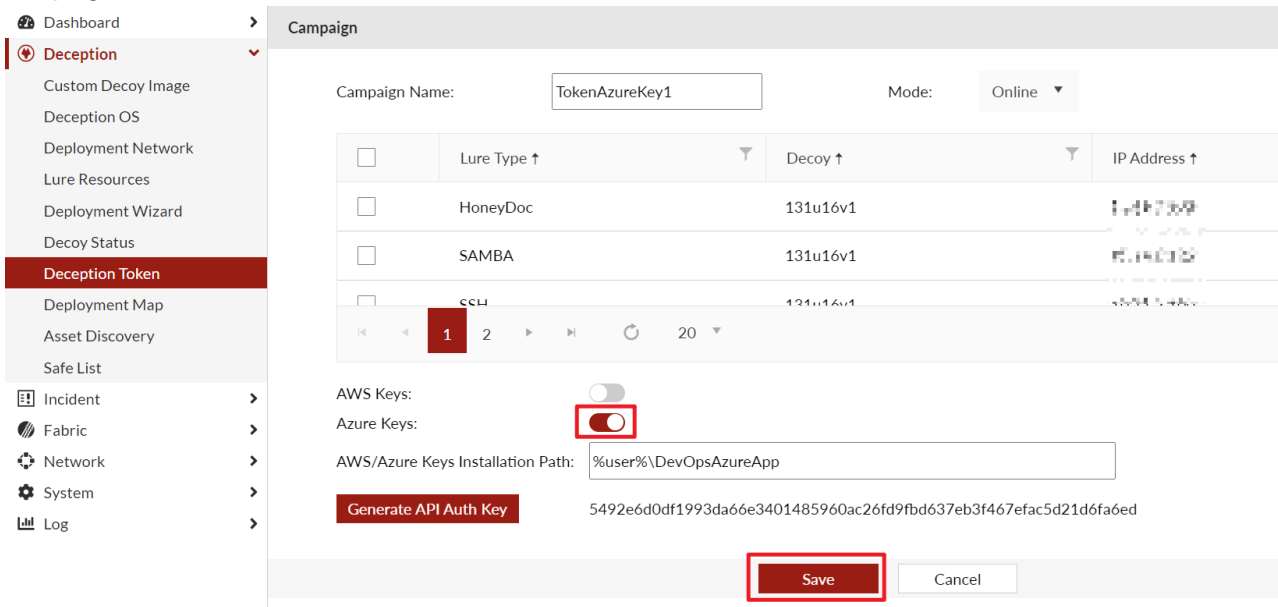 Dashboard
Deception
Custom Decoy Image
Deception OS
Deployment Network
Lure Resources
Deployment Wizard
Decoy Status
Deception Token
Deployment Map
Asset Discovery
Safe List
Incident
Fabric
Network
System
Log
Campaign
Campaign Name: TokenAzureKey1 Mode: Online
Lure Type Decoy IP Address
HoneyDoc 131u16v1
SAMBA 131u16v1
SSH 131u16v1
1 2 20
AWS Keys:
Azure Keys:
AWS/Azure Keys Installation Path: %user%\DevOpsAzureApp
Generate API Auth Key 5492e6d0df1993da66e3401485960ac26fd9fbd637eb3f467efac5d21d6fa6ed
Save Cancel